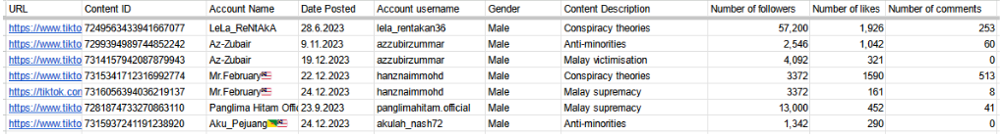 URL Content ID Account Name Date Posted Account username Gender Content Description Number of followers Number of likes Number of comments
https://www.tikto 7249563433941667077 LeLa_ReNtAkA 28.6.2023 lela_rentakan36 Male Conspiracy theories 57,200 1,926 253
https://www.tikto 7299394989744852242 Az-Zubair 9.11.2023 azzubirzummar Male Anti-minorities 2,546 1,042 60
https://www.tikto 7314157942087879943 Az-Zubair 19.12.2023 azzubirzummar Male Malay victimisation 4,092 321 0
https://www.tikto 7315341712316992774 Mr.February🇲🇾 22.12.2023 hanznaimmohd Male Conspiracy theories 3372 1590 513
https://tiktok.com 7316056394036219137 Mr.February🇲🇾 24.12.2023 hanznaimmohd Male Malay supremacy 3372 161 8
https://www.tikto 7281874733270863110 Panglima Hitam Offi 23.9.2023 panglimahitam.official Male Malay supremacy 13,000 452 41
https://www.tikto 7315937241191238920 Aku_Pejuang 24.12.2023 akulah_nash72 Male Anti-minorities 1,342 290 0